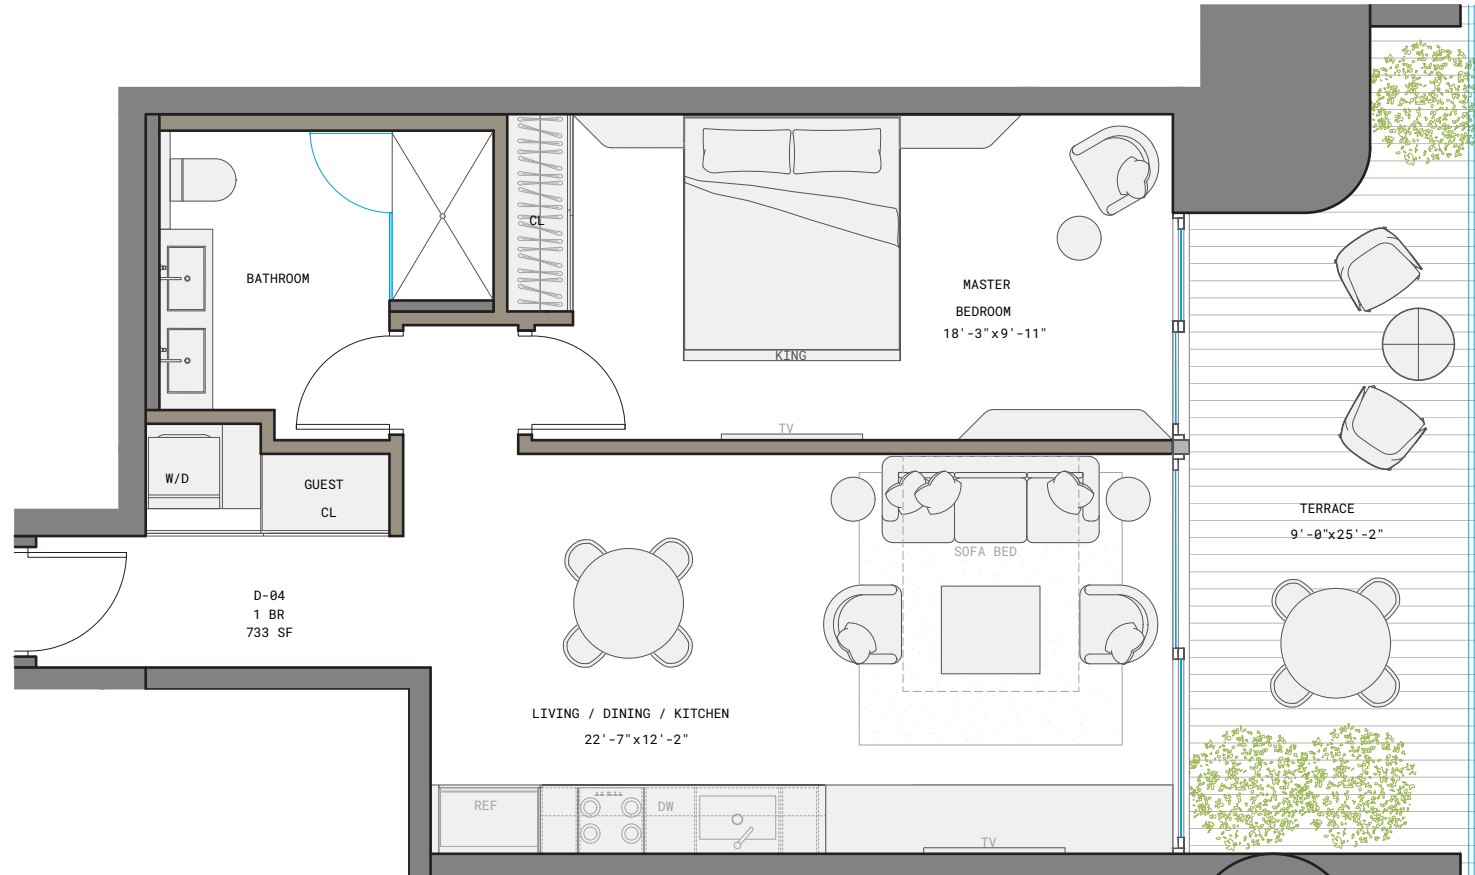 CL
BATHROOM
MASTER
BEDROOM
18'-3"x9'-11"
KING
TV
W/D
GUEST
CL
TERRACE
9'-0"x25'-2"
SOFA BED
D-04
1 BR
733 SF
LIVING / DINING / KITCHEN
22'-7"x12'-2"
REF
DW
TV